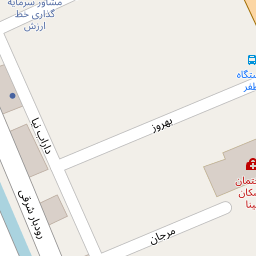 مشاور سرمایه
گذاری خط
ارزش
بهروز
داراب نیا
رودبار شرقی
مرجان